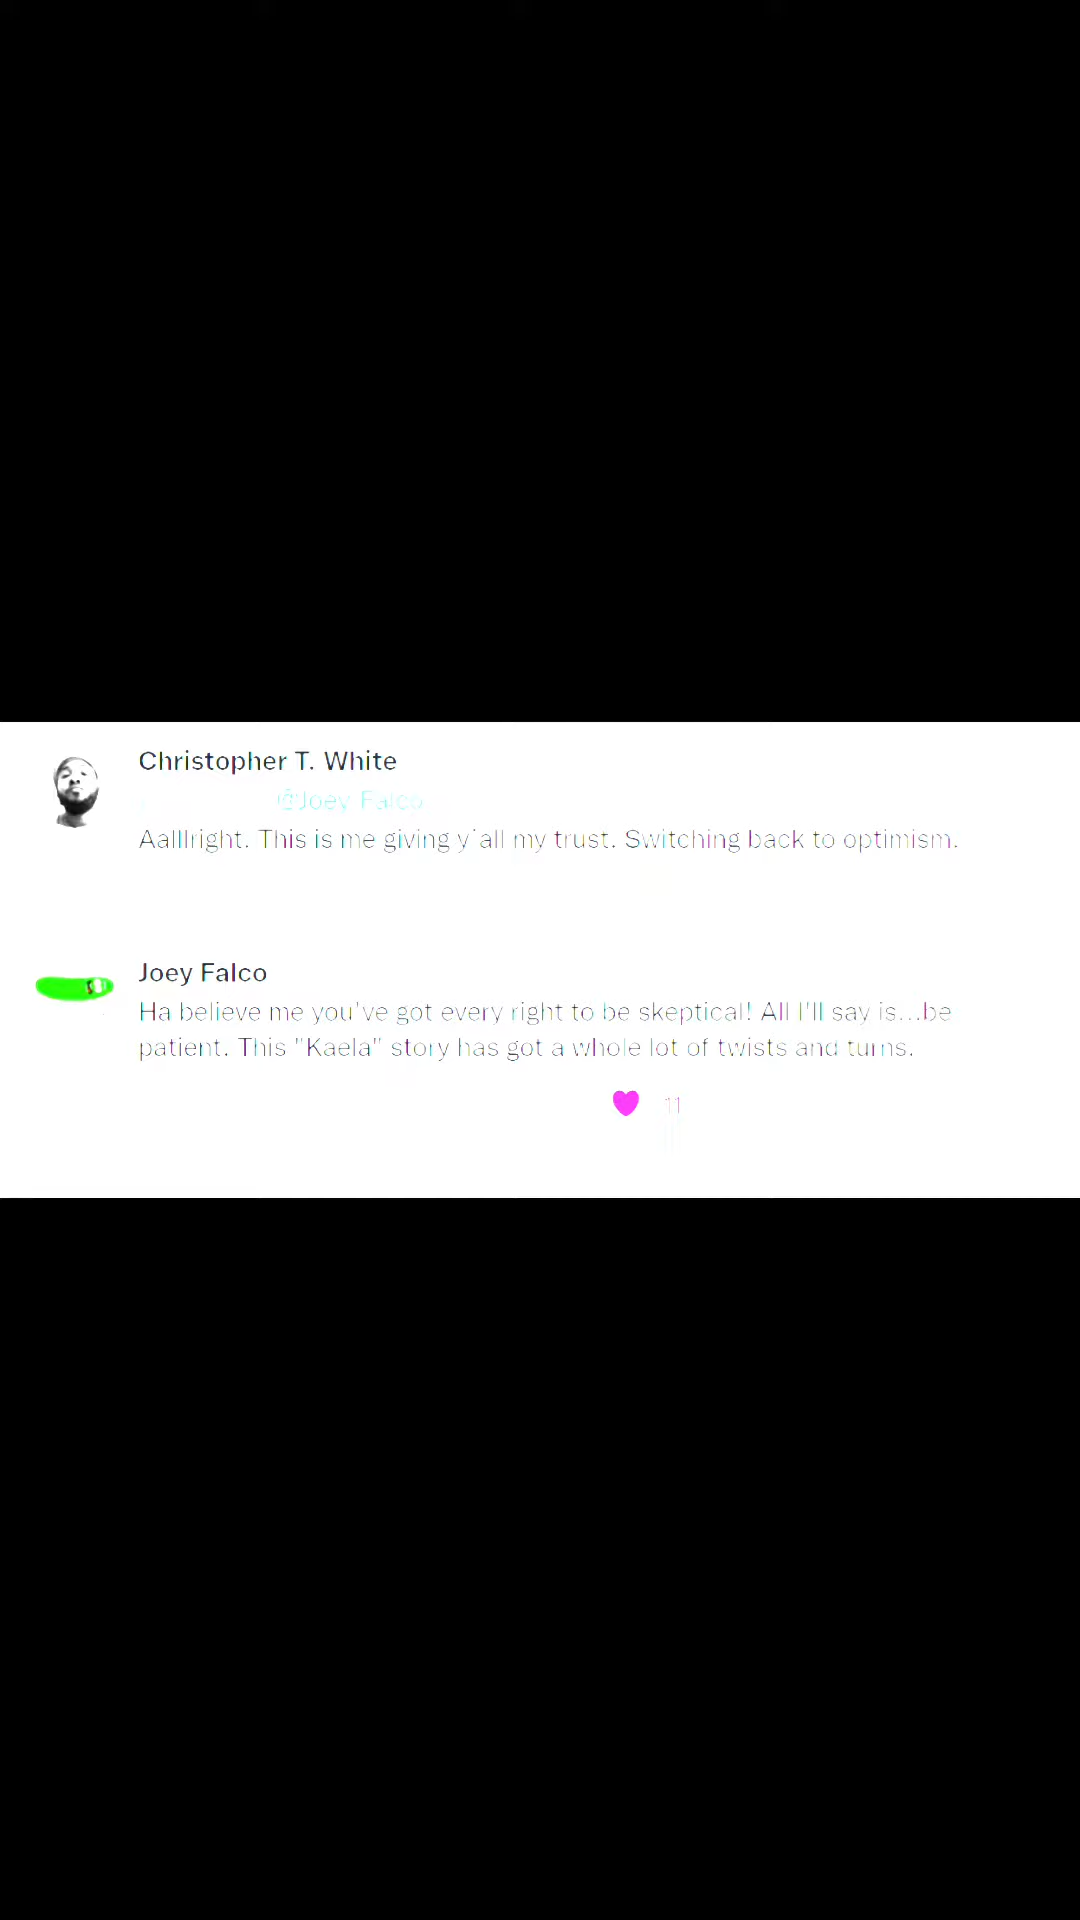 Christopher T. White
@Joey Falco
Aalllright. This is me giving y'all my trust. Switching back to optimism.
Joey Falco
Ha believe me you've got every right to be skeptical! All I'll say is...be
patient. This "Kaela" story has got a whole lot of twists and turns.
11